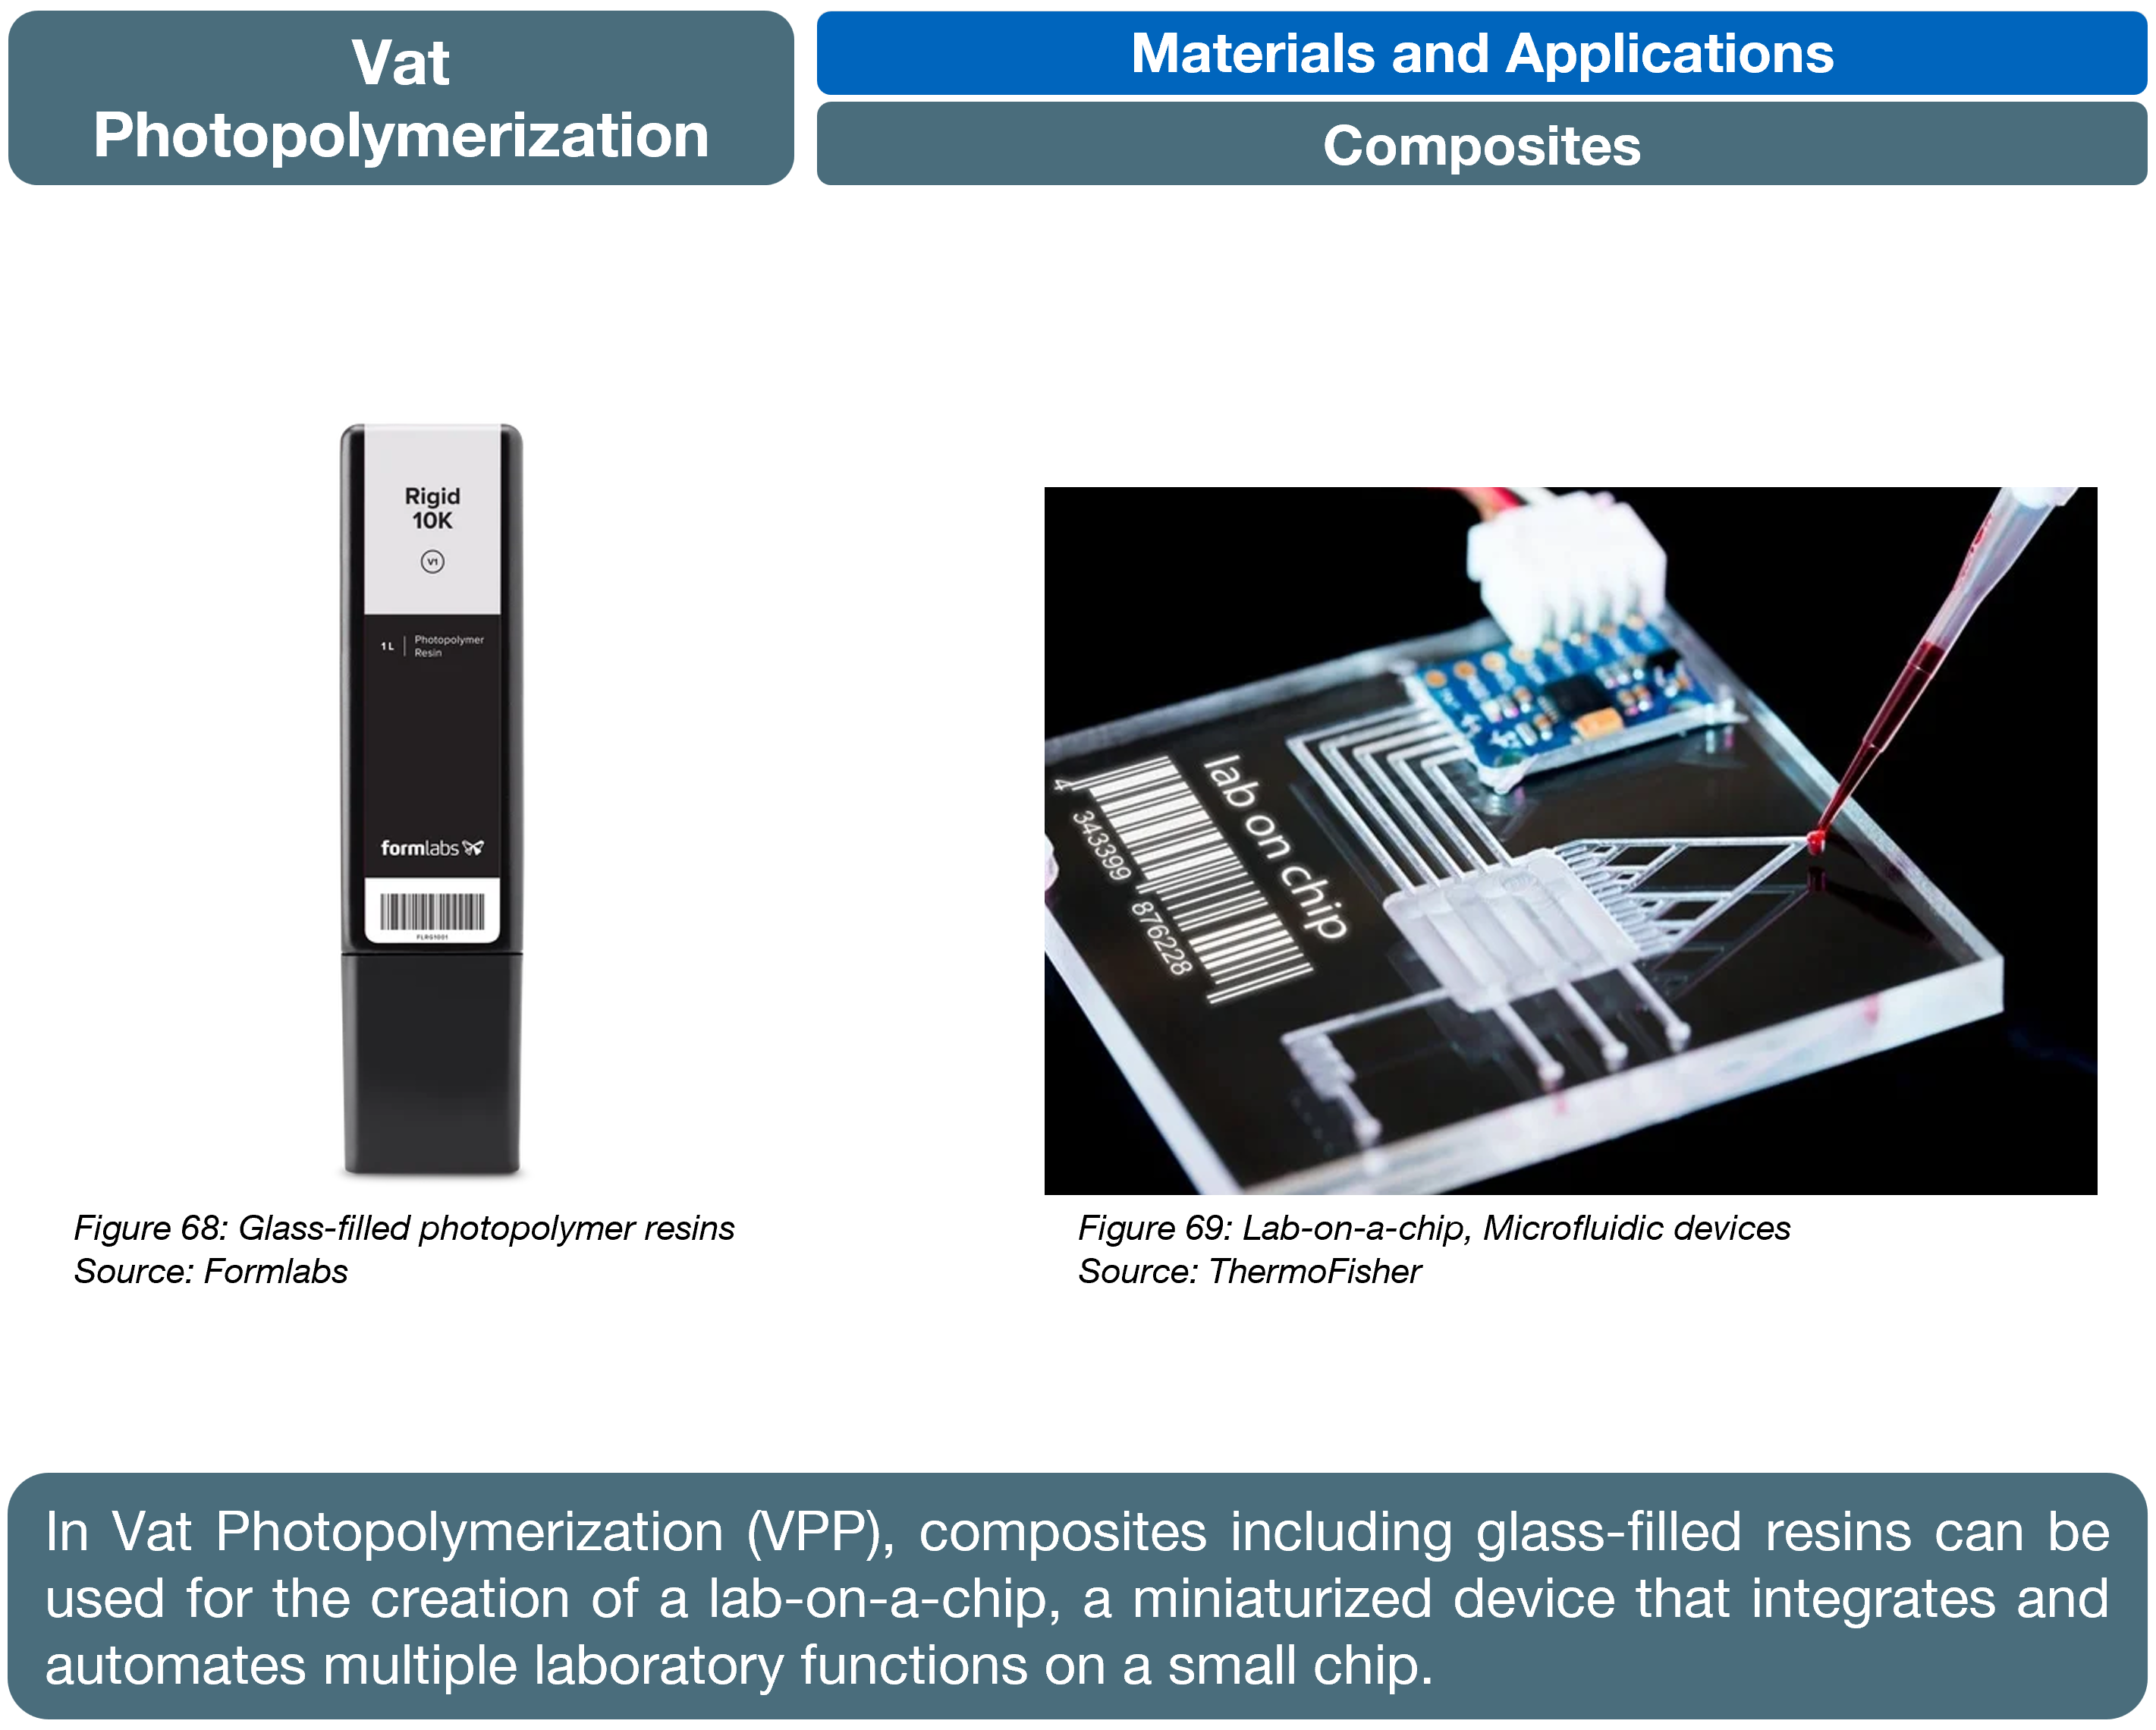 Vat
Photopolymerization
Materials and Applications
Composites
Rigid
10K
V1
1 L | Photopolymer
Resin
formlabs
FLRG1001
lab on chip
4 343399 876228
Figure 68: Glass-filled photopolymer resins
Source: Formlabs
Figure 69: Lab-on-a-chip, Microfluidic devices
Source: ThermoFisher
In Vat Photopolymerization (VPP), composites including glass-filled resins can be
used for the creation of a lab-on-a-chip, a miniaturized device that integrates and
automates multiple laboratory functions on a small chip.